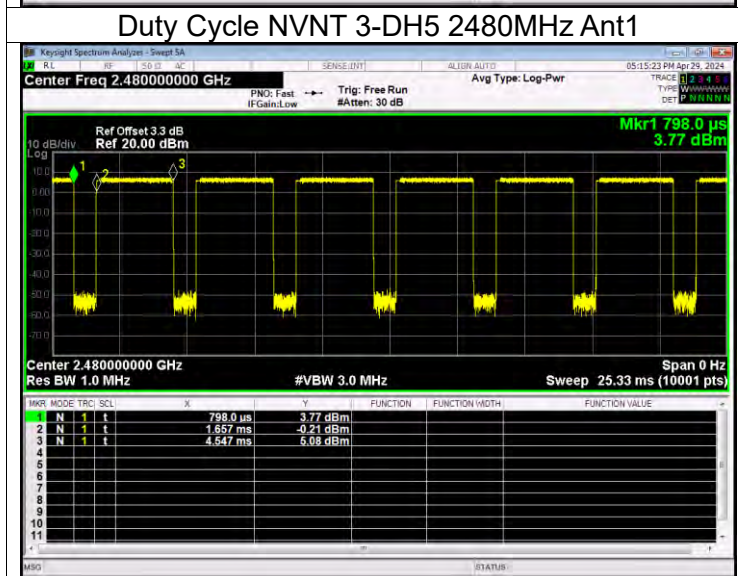 Duty Cycle NVNT 3-DH5 2480MHz Ant1
Keysight Spectrum Analyzer - Swept SA
RL RF 50 Ω AC SENSE:INT ALIGN AUTO 05:15:23 PM Apr 29, 2024
Center Freq 2.480000000 GHz Avg Type: Log-Pwr TRACE 1 2 3 4 5 6
PNO: Fast Trig: Free Run TYPE W
IFGain:Low #Atten: 30 dB DET P N N N N N
Mkr1 798.0 µs
Ref Offset 3.3 dB
10 dB/div Ref 20.00 dBm 3.77 dBm
Log
10.0
0.00
-10.0
-20.0
-30.0
-40.0
-50.0
-60.0
-70.0
1
2
3
Center 2.480000000 GHz Span 0 Hz
Res BW 1.0 MHz #VBW 3.0 MHz Sweep 25.33 ms (10001 pts)
MKR MODE TRC SCL X Y FUNCTION FUNCTION WIDTH FUNCTION VALUE
1 N 1 t 798.0 µs 3.77 dBm
2 N 1 t 1.657 ms -0.21 dBm
3 N 1 t 4.547 ms 5.08 dBm
4
5
6
7
8
9
10
11
MSG STATUS